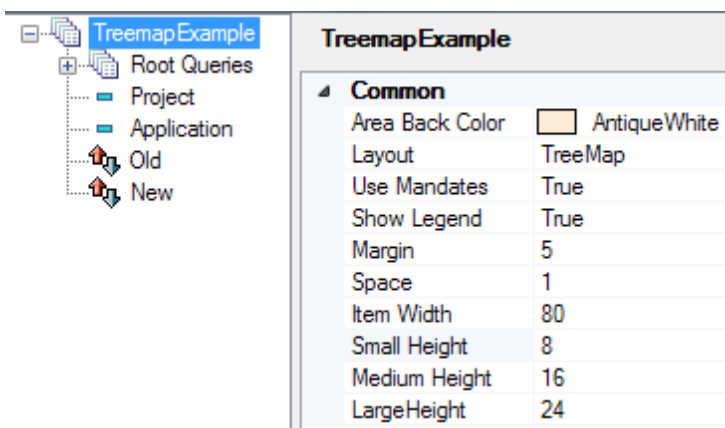 TreemapExample
Root Queries
Project
Application
Old
New
TreemapExample
Common
Area Back Color AntiqueWhite
Layout TreeMap
Use Mandates True
Show Legend True
Margin 5
Space 1
Item Width 80
Small Height 8
Medium Height 16
LargeHeight 24